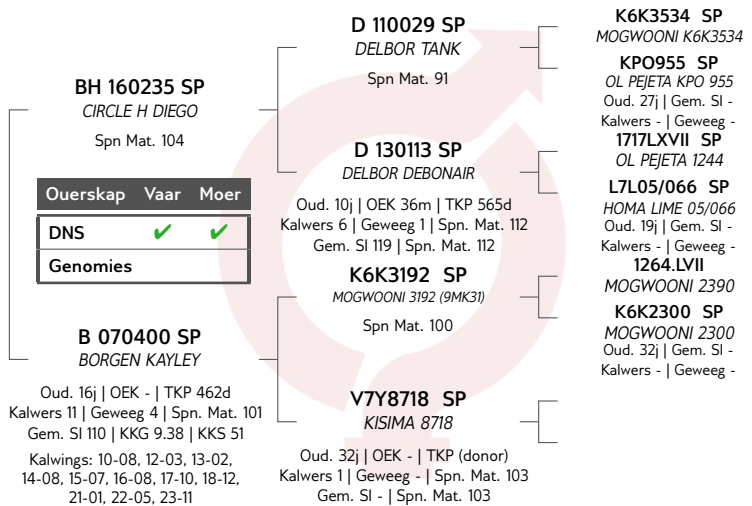 BH 160235 SP
CIRCLE H DIEGO
Spn Mat. 104
Ouerskap Vaar Moer
DNS ✔ ✔
Genomies
B 070400 SP
BORGEN KAYLEY
Oud. 16j | OEK - | TKP 462d
Kalwers 11 | Geweeg 4 | Spn. Mat. 101
Gem. SI 110 | KKG 9.38 | KKS 51
Kalwings: 10-08, 12-03, 13-02,
14-08, 15-07, 16-08, 17-10, 18-12,
21-01, 22-05, 23-11
D 110029 SP
DELBOR TANK
Spn Mat. 91
D 130113 SP
DELBOR DEBONAIR
Oud. 10j | OEK 36m | TKP 565d
Kalwers 6 | Geweeg 1 | Spn. Mat. 112
Gem. SI 119 | Spn. Mat. 112
K6K3192 SP
MOGWOONI 3192 (9MK31)
Spn Mat. 100
V7Y8718 SP
KISIMA 8718
Oud. 32j | OEK - | TKP (donor)
Kalwers 1 | Geweeg - | Spn. Mat. 103
Gem. SI - | Spn. Mat. 103
K6K3534 SP
MOGWOONI K6K3534
KPO955 SP
OL PEJETA KPO 955
Oud. 27j | Gem. SI -
Kalwers - | Geweeg -
1717LXVII SP
OL PEJETA 1244
L7L05/066 SP
HOMA LIME 05/066
Oud. 19j | Gem. SI -
Kalwers - | Geweeg -
1264.LVII
MOGWOONI 2390
K6K2300 SP
MOGWOONI 2300
Oud. 32j | Gem. SI -
Kalwers - | Geweeg -